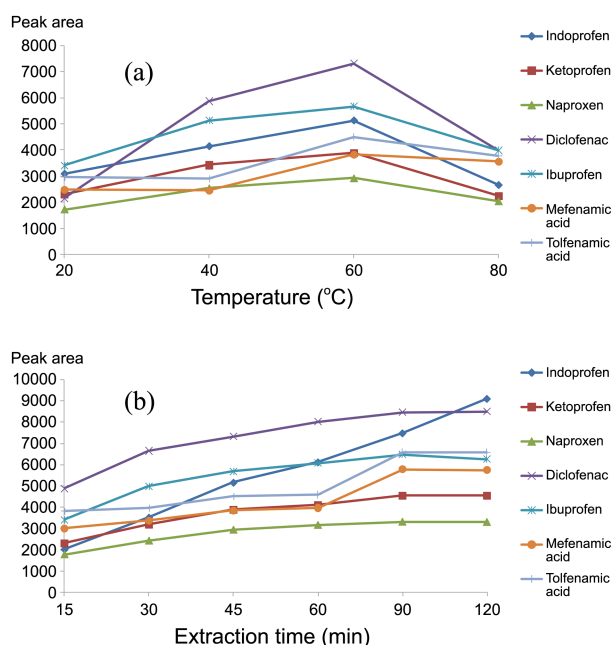 Peak area
(a)
8000
7000
6000
5000
4000
3000
2000
1000
0
20
40
60
80
Temperature (°C)
Indoprofen
Ketoprofen
Naproxen
Diclofenac
Ibuprofen
Mefenamic
acid
Tolfenamic
acid
Peak area
(b)
10000
9000
8000
7000
6000
5000
4000
3000
2000
1000
0
15
30
45
60
90
120
Extraction time (min)
Indoprofen
Ketoprofen
Naproxen
Diclofenac
Ibuprofen
Mefenamic
acid
Tolfenamic
acid